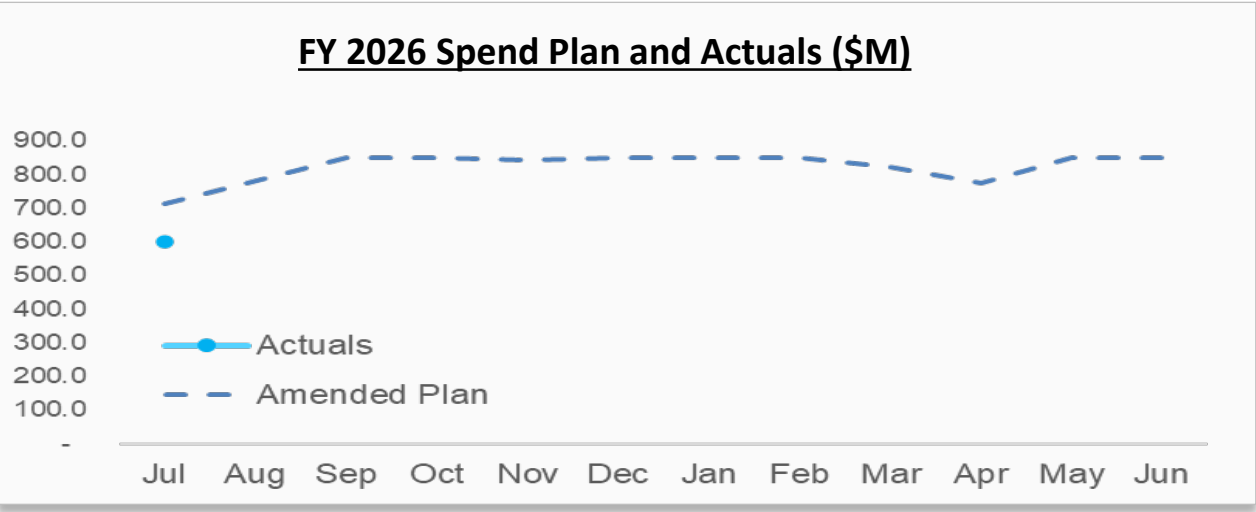 FY 2026 Spend Plan and Actuals ($M)
900.0
800.0
700.0
600.0
500.0
400.0
300.0
200.0
100.0
-
Actuals
Amended Plan
Jul Aug Sep Oct Nov Dec Jan Feb Mar Apr May Jun